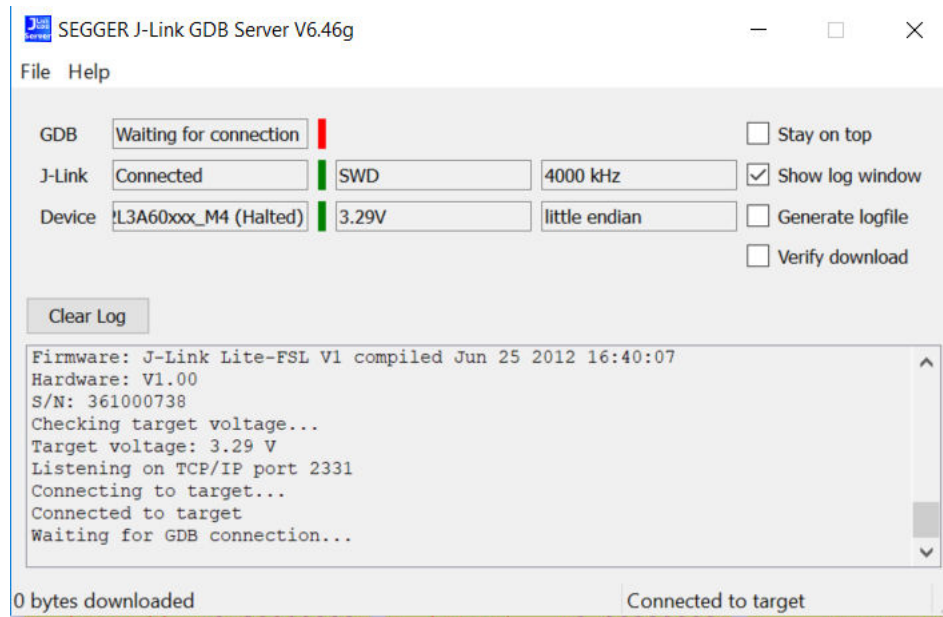 SEGGER J-Link GDB Server V6.46g
File Help
GDB Waiting for connection Stay on top
J-Link Connected SWD 4000 kHz Show log window
Device L3A60xxx_M4 (Halted) 3.29V little endian Generate logfile
Verify download
Clear Log
Firmware: J-Link Lite-FSL V1 compiled Jun 25 2012 16:40:07
Hardware: V1.00
S/N: 361000738
Checking target voltage...
Target voltage: 3.29 V
Listening on TCP/IP port 2331
Connecting to target...
Connected to target
Waiting for GDB connection...
0 bytes downloaded Connected to target